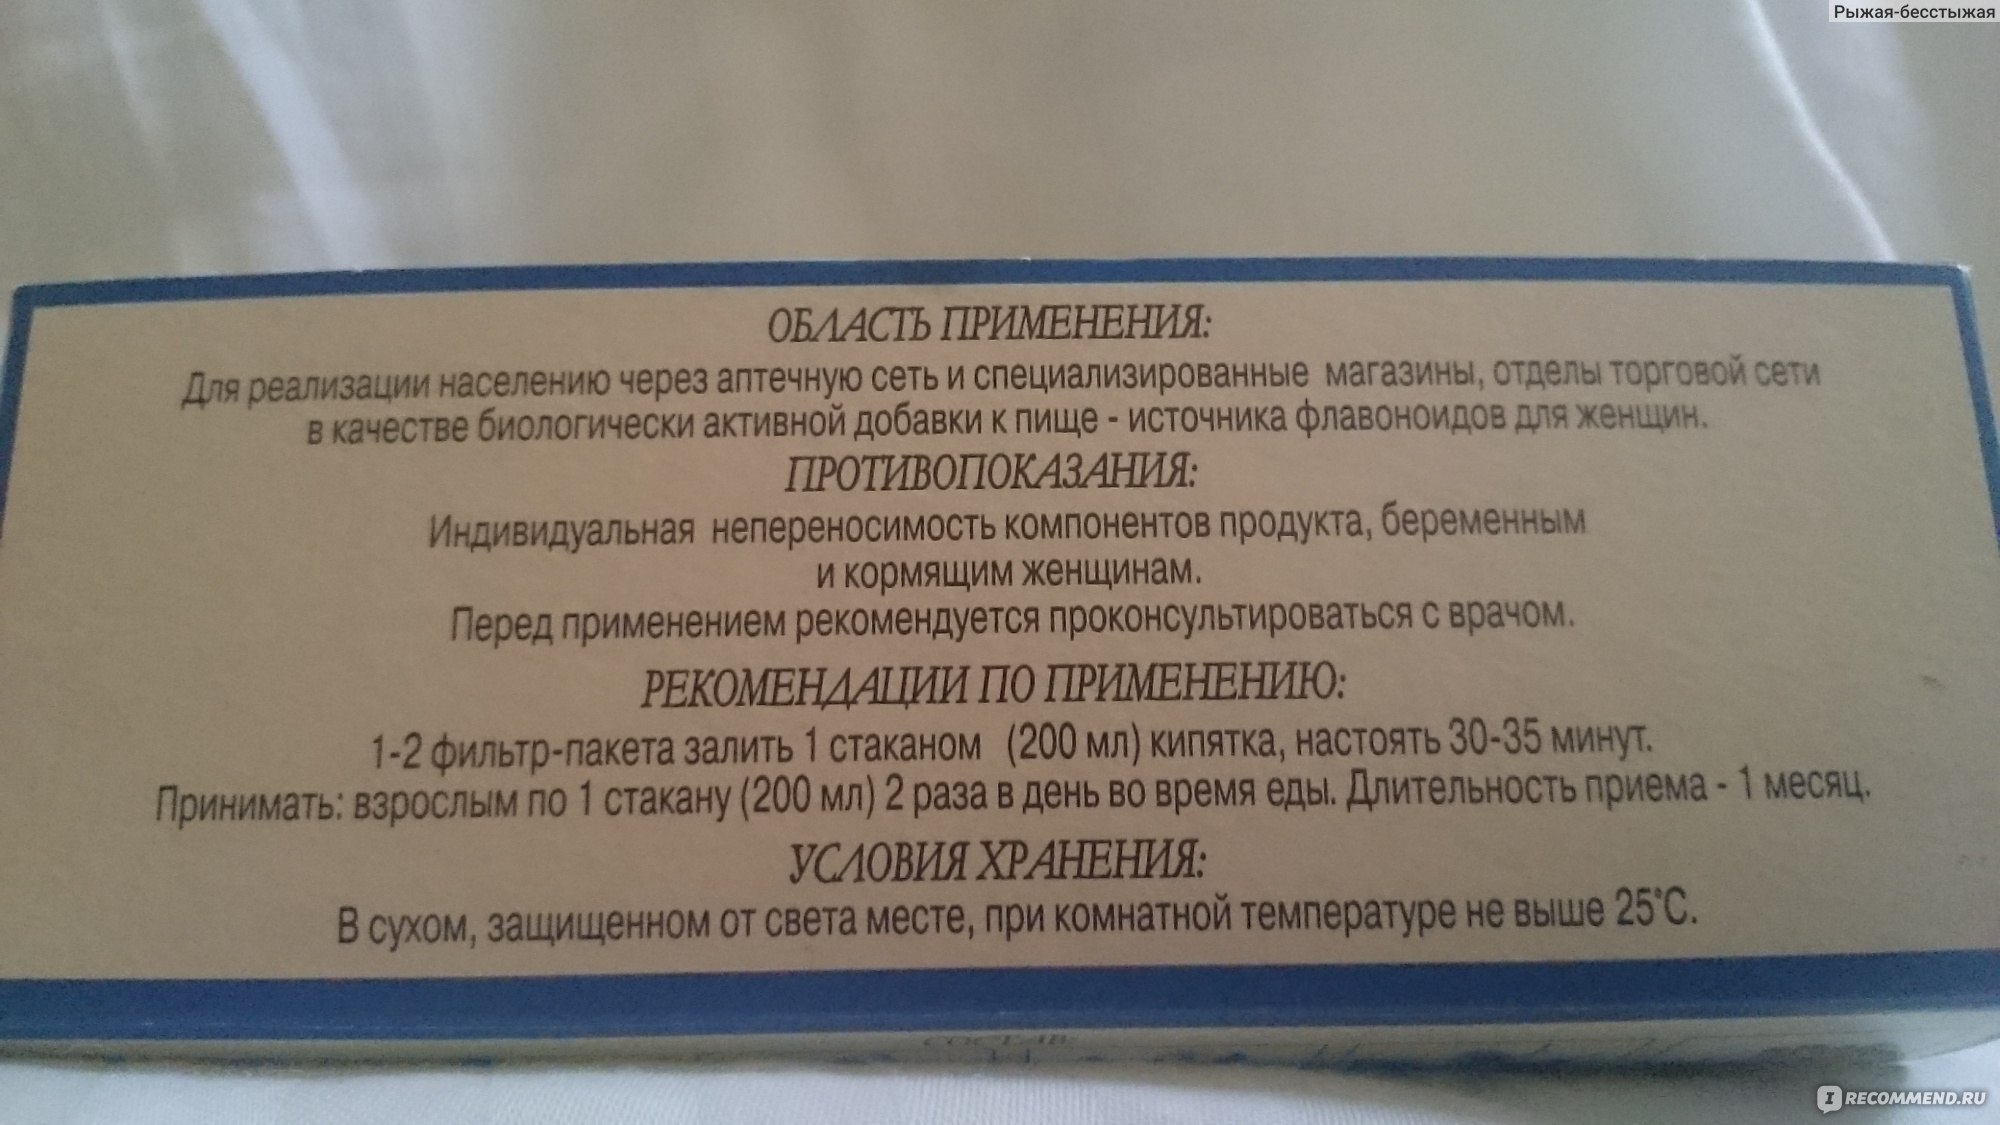 Рыжая-бесстыжая
ОБЛАСТЬ ПРИМЕНЕНИЯ:
Для реализации населению через аптечную сеть и специализированные магазины, отделы торговой сети
в качестве биологически активной добавки к пище - источника флавоноидов для женщин.
ПРОТИВОПОКАЗАНИЯ:
Индивидуальная непереносимость компонентов продукта, беременным
и кормящим женщинам.
Перед применением рекомендуется проконсультироваться с врачом.
РЕКОМЕНДАЦИИ ПО ПРИМЕНЕНИЮ:
1-2 фильтр-пакета залить 1 стаканом (200 мл) кипятка, настоять 30-35 минут.
Принимать: взрослым по 1 стакану (200 мл) 2 раза в день во время еды. Длительность приема - 1 месяц.
УСЛОВИЯ ХРАНЕНИЯ:
В сухом, защищенном от света месте, при комнатной температуре не выше 25°С.
IRECOMMEND.RU